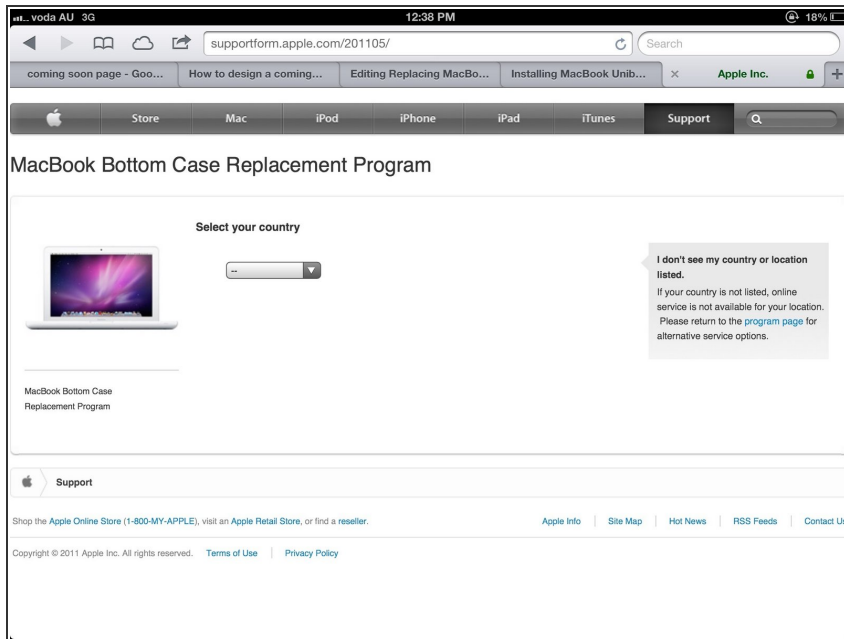 voda AU 3G 12:38 PM 18%
supportform.apple.com/201105/ Search
coming soon page - Goo... How to design a coming... Editing Replacing MacBo... Installing MacBook Unib... Apple Inc.
Store Mac iPod iPhone iPad iTunes Support
MacBook Bottom Case Replacement Program
Select your country
--
I don't see my country or location
listed.
If your country is not listed, online
service is not available for your location.
Please return to the program page for
alternative service options.
MacBook Bottom Case
Replacement Program
Support
Shop the Apple Online Store (1-800-MY-APPLE), visit an Apple Retail Store, or find a reseller. Apple Info Site Map Hot News RSS Feeds Contact Us
Copyright © 2011 Apple Inc. All rights reserved. Terms of Use Privacy Policy